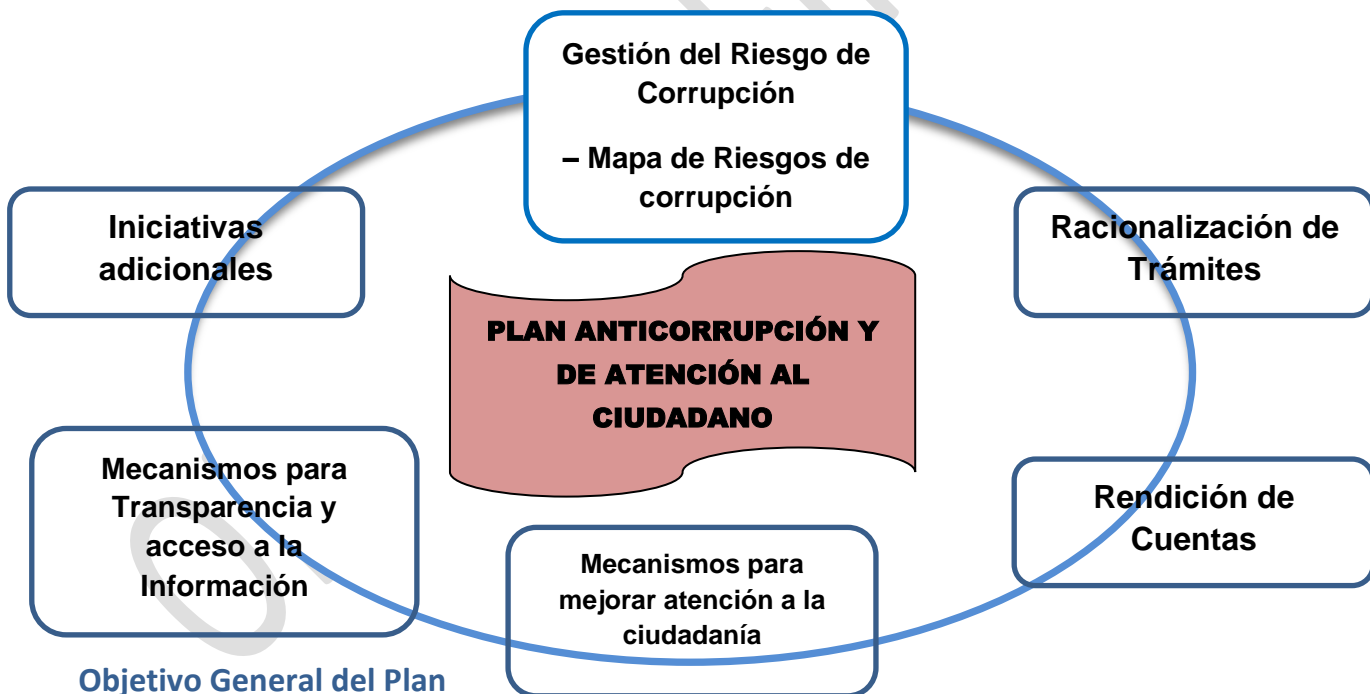 Gestión del Riesgo de
Corrupción
– Mapa de Riesgos de
corrupción
Iniciativas
adicionales
Racionalización de
Trámites
PLAN ANTICORRUPCIÓN Y
DE ATENCIÓN AL
CIUDADANO
Mecanismos para
Transparencia y
acceso a la
Información
Rendición de
Cuentas
Mecanismos para
mejorar atención a la
ciudadanía
Objetivo General del Plan